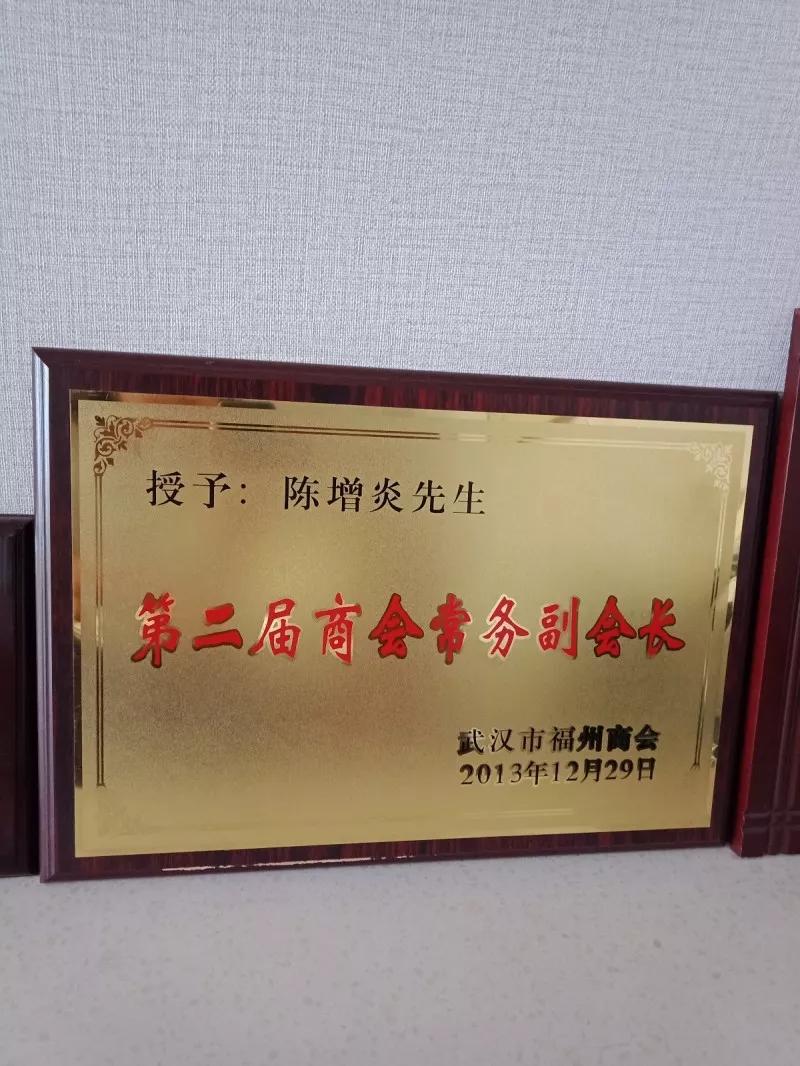 授予：陈增炎先生
第二届商会常务副会长
武汉市福州商会
2013年12月29日